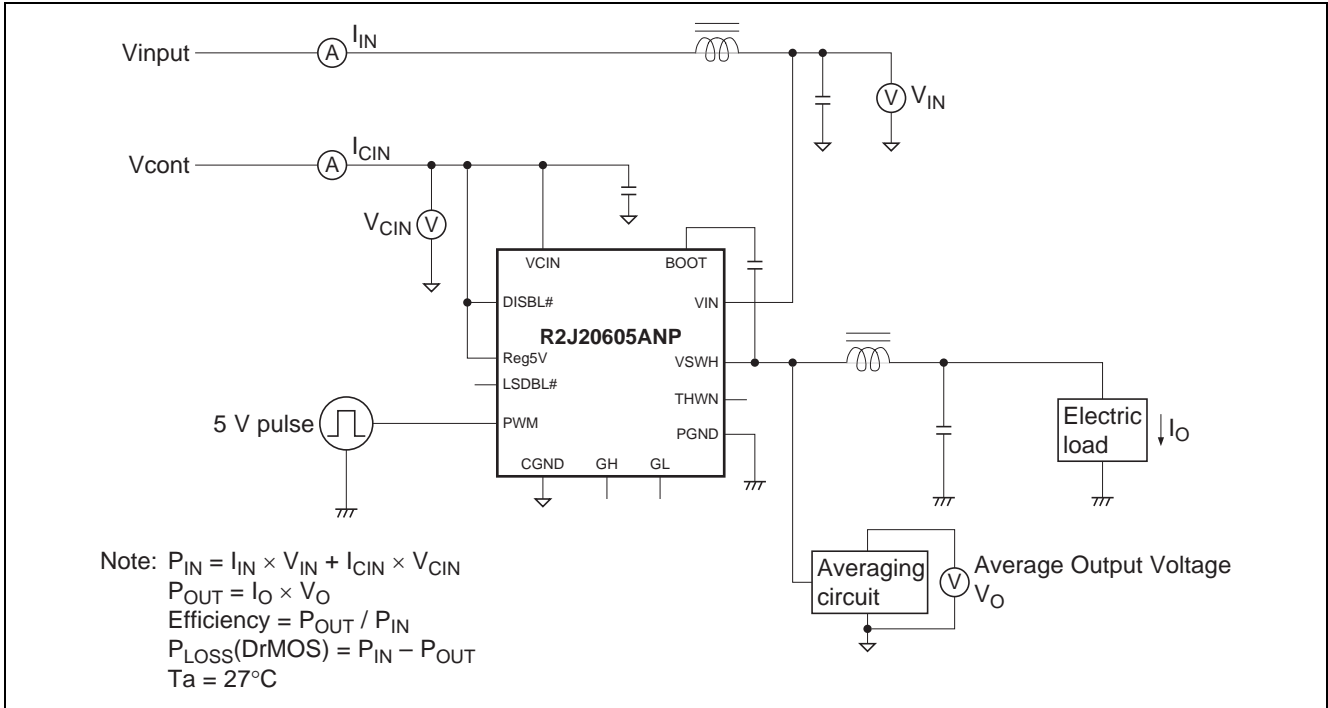 Vinput
A
I_IN
V
V_IN
Vcont
A
I_CIN
V_CIN
V
VCIN
BOOT
DISBL#
VIN
R2J20605ANP
Reg5V
VSWH
LSDBL#
THWN
5 V pulse
PWM
PGND
CGND
GH
GL
Electric
load
I_O
Averaging
circuit
V
Average Output Voltage
V_O
Note: P_IN = I_IN × V_IN + I_CIN × V_CIN
P_OUT = I_O × V_O
Efficiency = P_OUT / P_IN
P_LOSS(DrMOS) = P_IN – P_OUT
Ta = 27°C